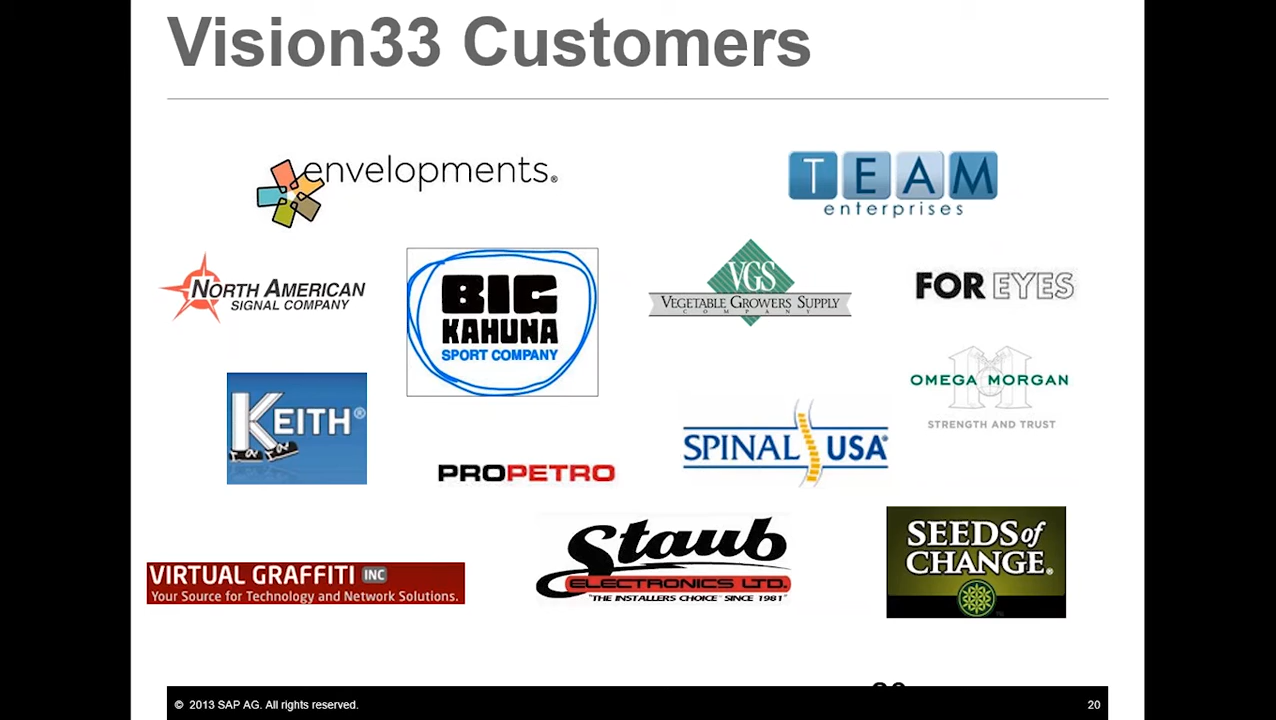 Vision33 Customers
envelopments®
TEAM
enterprises
NORTH AMERICAN
SIGNAL COMPANY
BIG
KAHUNA
SPORT COMPANY
VGS
VEGETABLE GROWERS SUPPLY
COMPANY
FOR EYES
KEITH®
PROPETRO
SPINAL USA®
OMEGA MORGAN
STRENGTH AND TRUST
VIRTUAL GRAFFITI INC
Your Source for Technology and Network Solutions.
Staub
ELECTRONICS LTD.
"THE INSTALLERS CHOICE" SINCE 1981"
SEEDS of
CHANGE®
© 2013 SAP AG. All rights reserved.
20